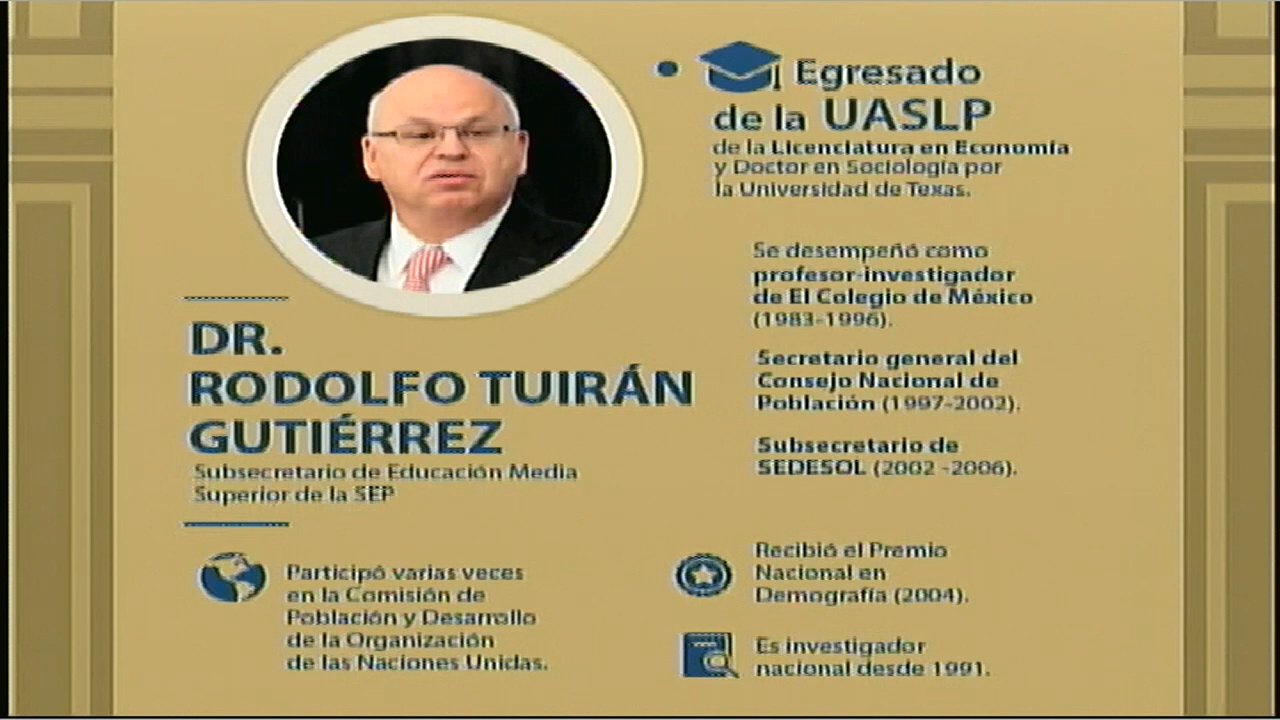 Egresado
de la UASLP
de la Licenciatura en Economía
y Doctor en Sociología por
la Universidad de Texas.
Se desempeñó como
profesor-investigador
de El Colegio de México
(1983-1996).
Secretario general del
Consejo Nacional de
Población (1997-2002).
Subsecretario de
SEDESOL (2002 -2006).
DR.
RODOLFO TUIRÁN
GUTIÉRREZ
Subsecretario de Educación Media
Superior de la SEP
Participó varias veces
en la Comisión de
Población y Desarrollo
de la Organización
de las Naciones Unidas.
Recibió el Premio
Nacional en
Demografía (2004).
Es investigador
nacional desde 1991.